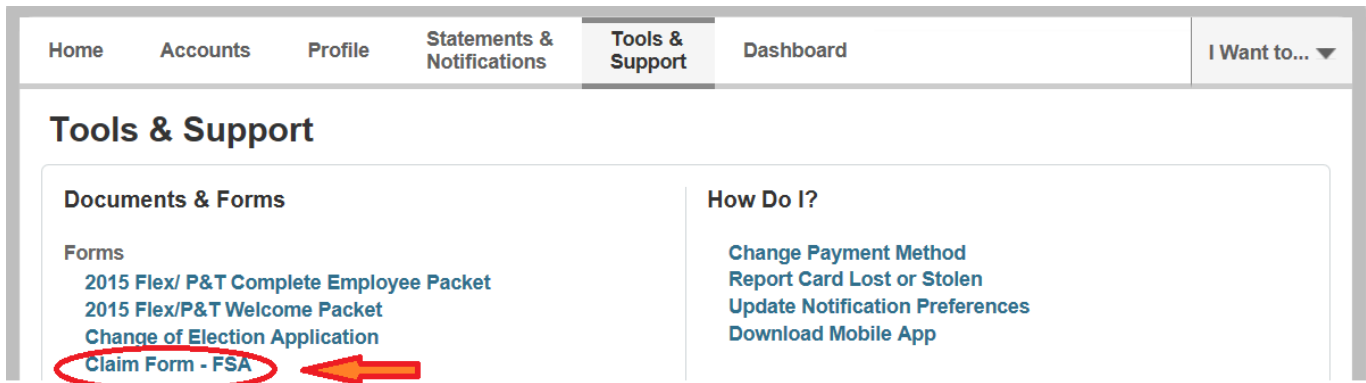 Home
Accounts
Profile
Statements &
Notifications
Tools &
Support
Dashboard
I Want to...
Tools & Support
Documents & Forms
Forms
2015 Flex/ P&T Complete Employee Packet
2015 Flex/P&T Welcome Packet
Change of Election Application
Claim Form - FSA
How Do I?
Change Payment Method
Report Card Lost or Stolen
Update Notification Preferences
Download Mobile App